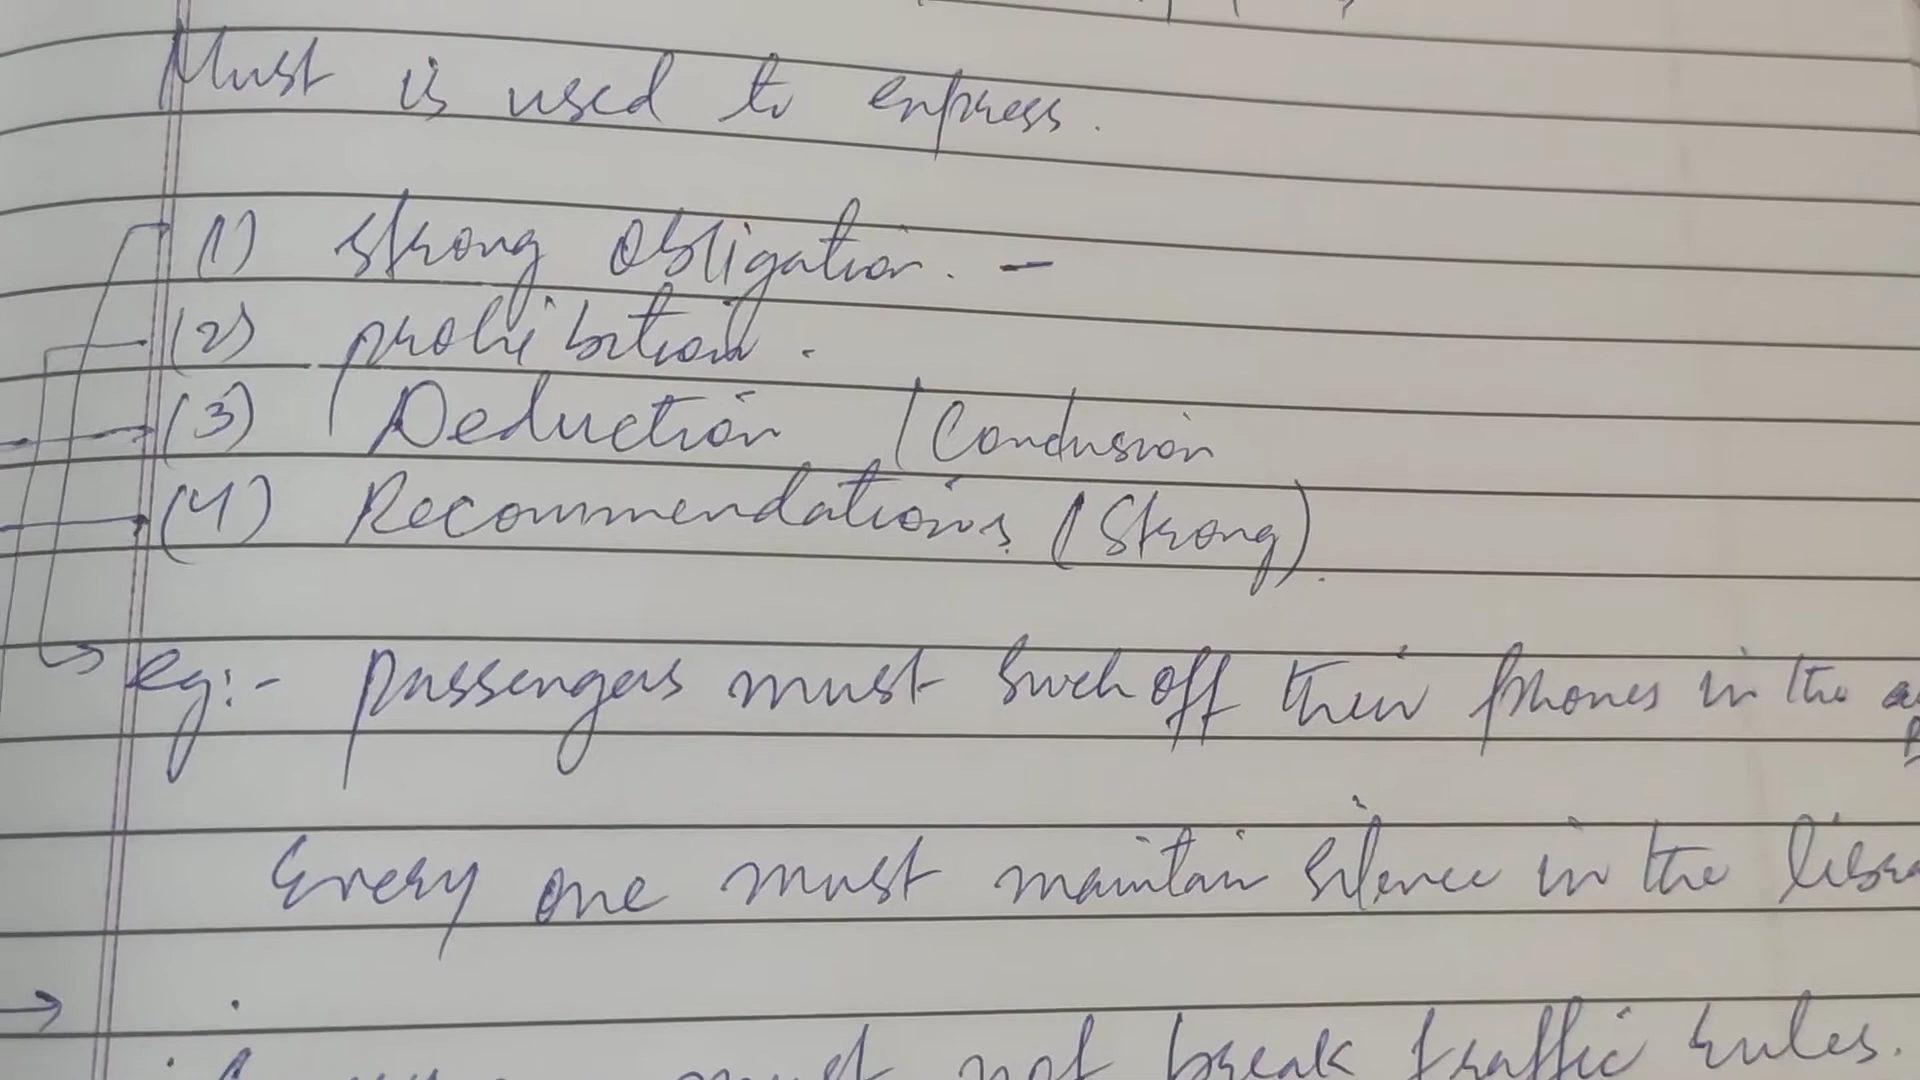 Must is used to express.
(1) strong obligation. -
(2) prohibition.
(3) Deduction / Conclusion
(4) Recommendations (Strong).
eg:- passengers must swich off their phones in the
Every one must maintain silence in the
must not break traffic rules.